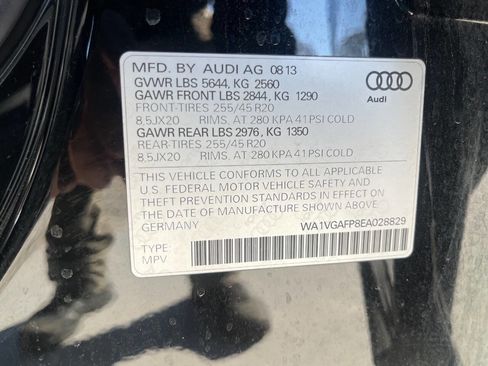 MFD. BY AUDI AG 0813
GVWR LBS 5644, KG 2560
GAWR FRONT LBS 2844, KG 1290
FRONT-TIRES 255/45 R20
8.5JX20 RIMS. AT 280 KPA 41 PSI COLD
GAWR REAR LBS 2976, KG 1350
REAR-TIRES 255/45 R20
8.5JX20 RIMS. AT 280 KPA 41 PSI COLD
Audi
THIS VEHICLE CONFORMS TO ALL APPLICABLE
U.S. FEDERAL MOTOR VEHICLE SAFETY AND
THEFT PREVENTION STANDARDS IN EFFECT ON
THE DATE OF MANUFACTURE SHOWN ABOVE.
GERMANY WA1VGAFP8EA028829
TYPE:
MPV